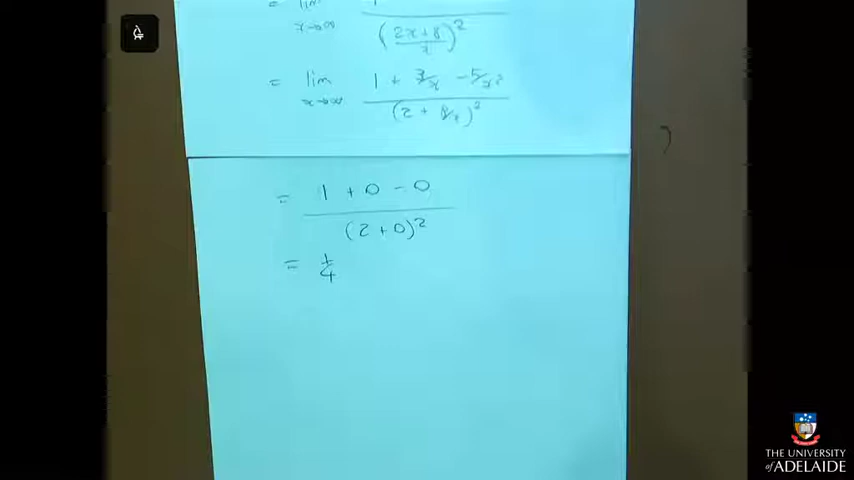 = lim
x→∞
(2x+8/x)²
= lim 1 + 3/x - 5/x²
x→∞ (2 + 8/x)²
= 1 + 0 - 0
(2+0)²
= 1/4
THE UNIVERSITY
of ADELAIDE